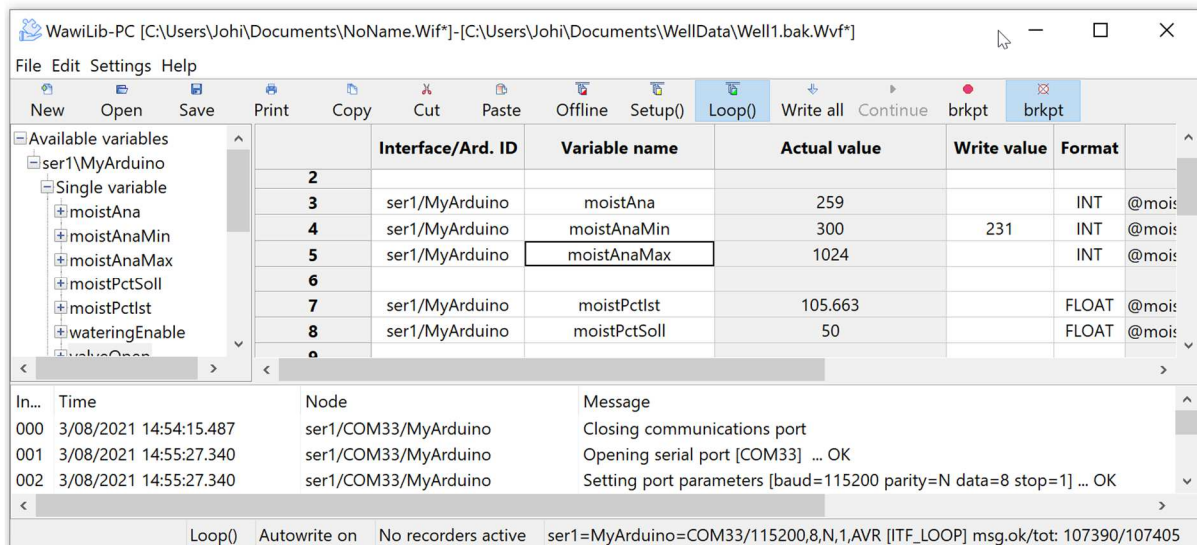 WawiLib-PC [C:\Users\Johi\Documents\NoName.Wif*]-[C:\Users\Johi\Documents\WellData\Well1.bak.Wvf*]
File Edit Settings Help
New Open Save Print Copy Cut Paste Offline Setup() Loop() Write all Continue brkpt brkpt
Available variables
ser1\MyArduino
Single variable
moistAna
moistAnaMin
moistAnaMax
moistPctSoll
moistPctIst
wateringEnable
valveOpen
Interface/Ard. ID Variable name Actual value Write value Format
2
3 ser1/MyArduino moistAna 259 INT @mois
4 ser1/MyArduino moistAnaMin 300 231 INT @mois
5 ser1/MyArduino moistAnaMax 1024 INT @mois
6
7 ser1/MyArduino moistPctIst 105.663 FLOAT @mois
8 ser1/MyArduino moistPctSoll 50 FLOAT @mois
9
In... Time Node Message
000 3/08/2021 14:54:15.487 ser1/COM33/MyArduino Closing communications port
001 3/08/2021 14:55:27.340 ser1/COM33/MyArduino Opening serial port [COM33] ... OK
002 3/08/2021 14:55:27.340 ser1/COM33/MyArduino Setting port parameters [baud=115200 parity=N data=8 stop=1] ... OK
Loop() Autowrite on No recorders active ser1=MyArduino=COM33/115200,8,N,1,AVR [ITF_LOOP] msg.ok/tot: 107390/107405